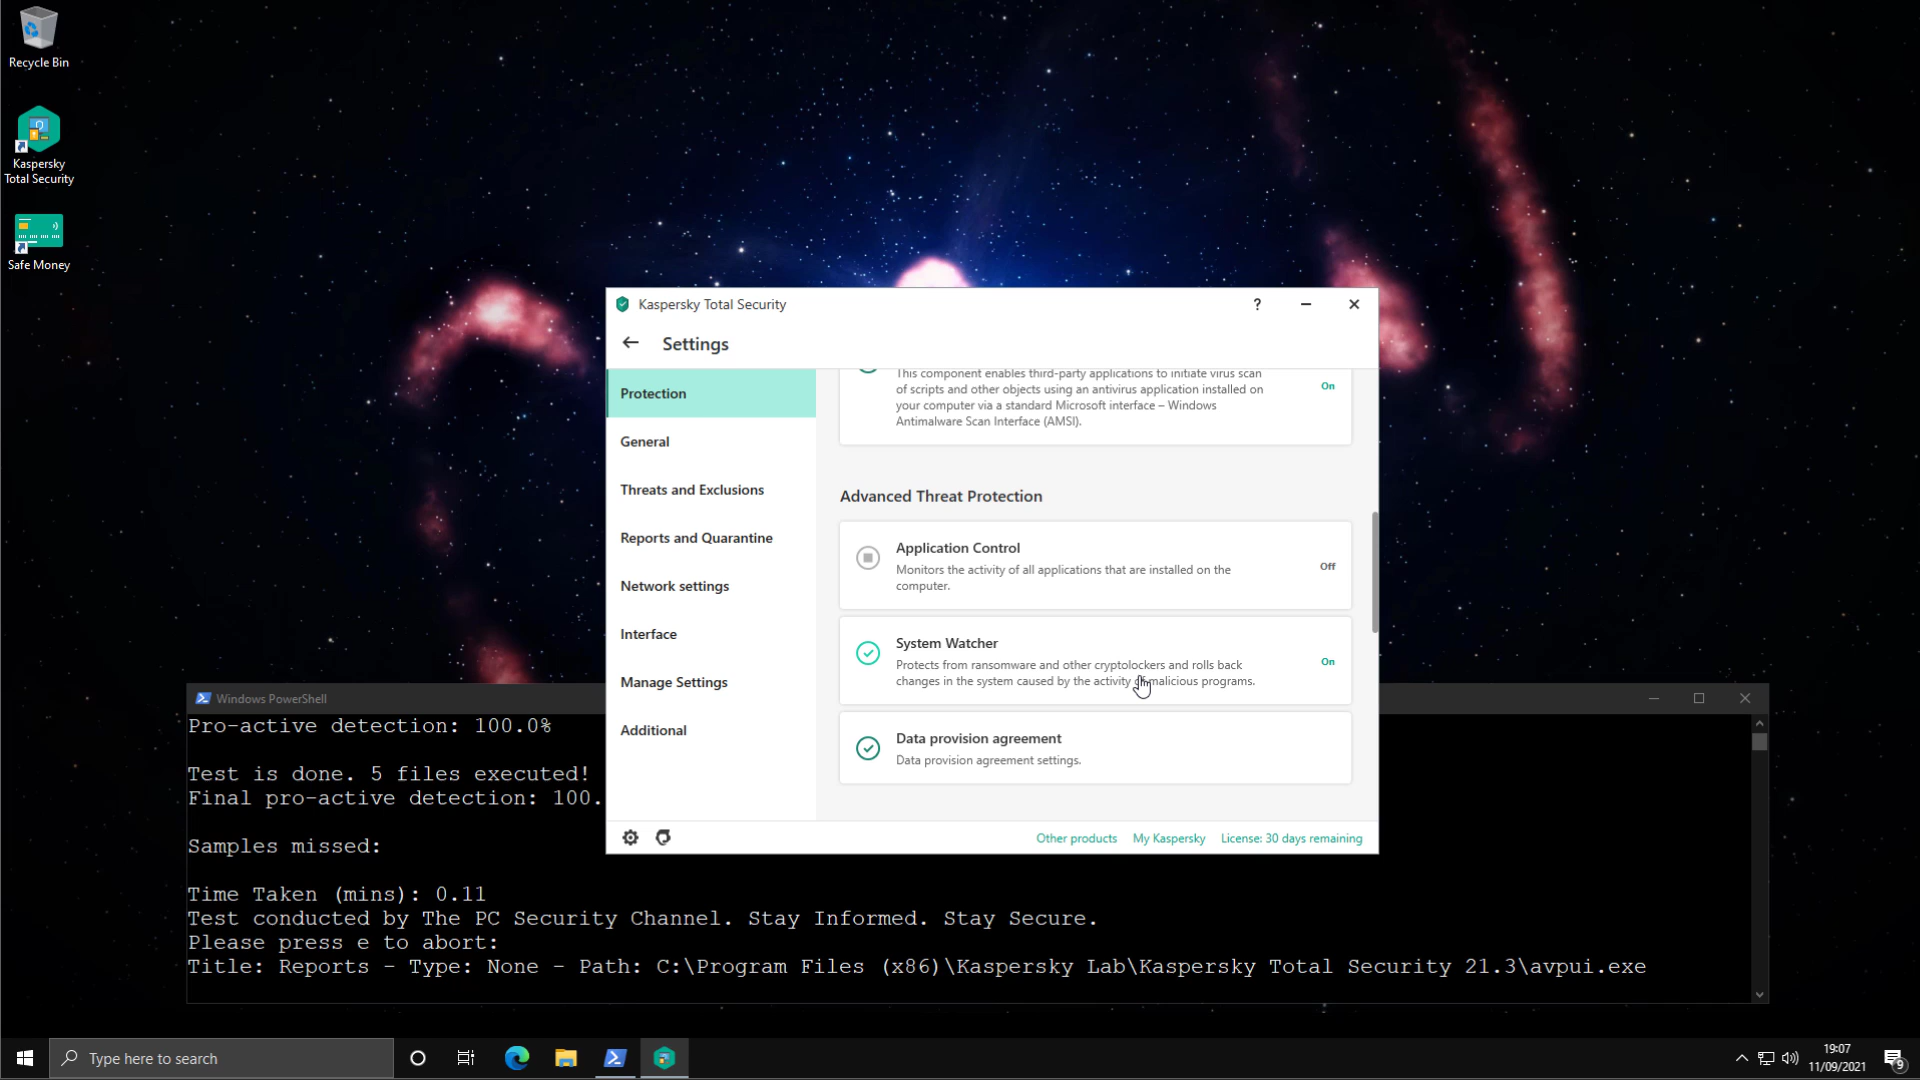 Recycle Bin
Kaspersky
Total Security
Safe Money
Kaspersky Total Security
?
Settings
Protection
General
Threats and Exclusions
Reports and Quarantine
Network settings
Interface
Manage Settings
Additional
This component enables third-party applications to initiate virus scan
of scripts and other objects using an antivirus application installed on
your computer via a standard Microsoft interface – Windows
Antimalware Scan Interface (AMSI).
On
Advanced Threat Protection
Application Control
Monitors the activity of all applications that are installed on the
computer.
Off
System Watcher
Protects from ransomware and other cryptolockers and rolls back
changes in the system caused by the activity of malicious programs.
On
Data provision agreement
Data provision agreement settings.
Other products
My Kaspersky
License: 30 days remaining
Windows PowerShell
Pro-active detection: 100.0%
Test is done. 5 files executed!
Final pro-active detection: 100.
Samples missed:
Time Taken (mins): 0.11
Test conducted by The PC Security Channel. Stay Informed. Stay Secure.
Please press e to abort:
Title: Reports - Type: None - Path: C:\Program Files (x86)\Kaspersky Lab\Kaspersky Total Security 21.3\avpui.exe
Type here to search
19:07
11/09/2021
9